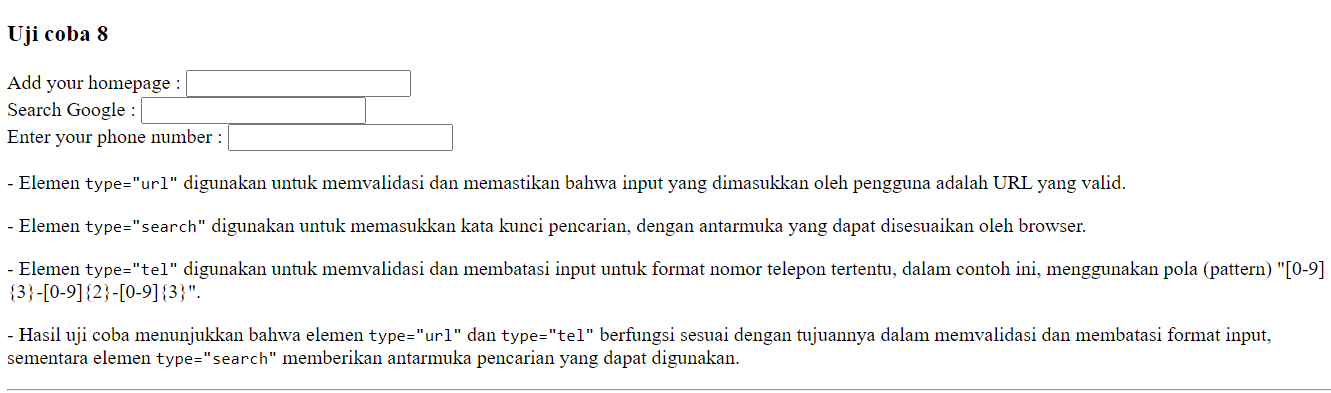 Uji coba 8
Add your homepage :
Search Google :
Enter your phone number :
- Elemen type="url" digunakan untuk memvalidasi dan memastikan bahwa input yang dimasukkan oleh pengguna adalah URL yang valid.
- Elemen type="search" digunakan untuk memasukkan kata kunci pencarian, dengan antarmuka yang dapat disesuaikan oleh browser.
- Elemen type="tel" digunakan untuk memvalidasi dan membatasi input untuk format nomor telepon tertentu, dalam contoh ini, menggunakan pola (pattern) "[0-9]
{3}-[0-9]{2}-[0-9]{3}".
- Hasil uji coba menunjukkan bahwa elemen type="url" dan type="tel" berfungsi sesuai dengan tujuannya dalam memvalidasi dan membatasi format input,
sementara elemen type="search" memberikan antarmuka pencarian yang dapat digunakan.